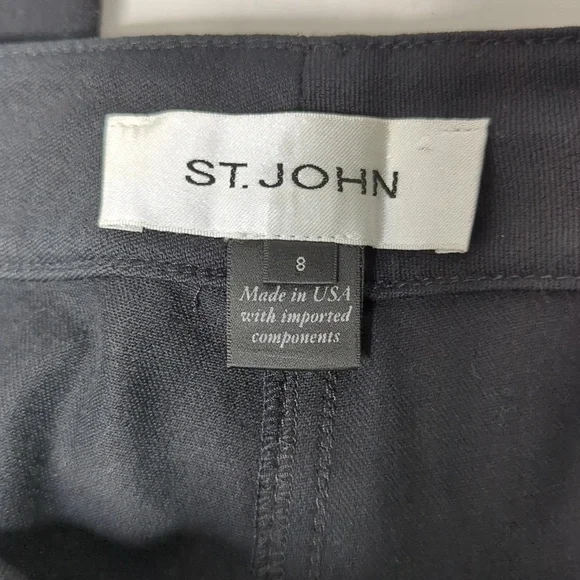 ST. JOHN
8
Made in USA
with imported
components